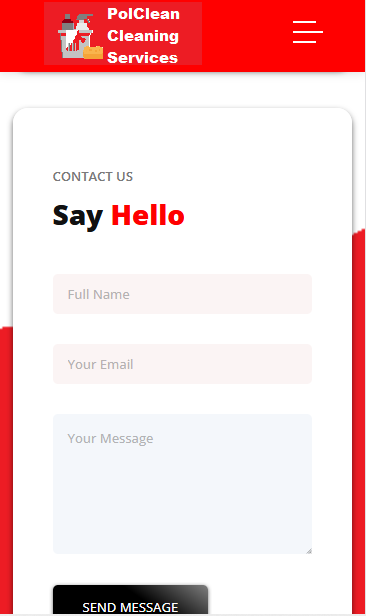 PolClean
Cleaning
Services
CONTACT US
Say Hello
Full Name
Your Email
Your Message
SEND MESSAGE